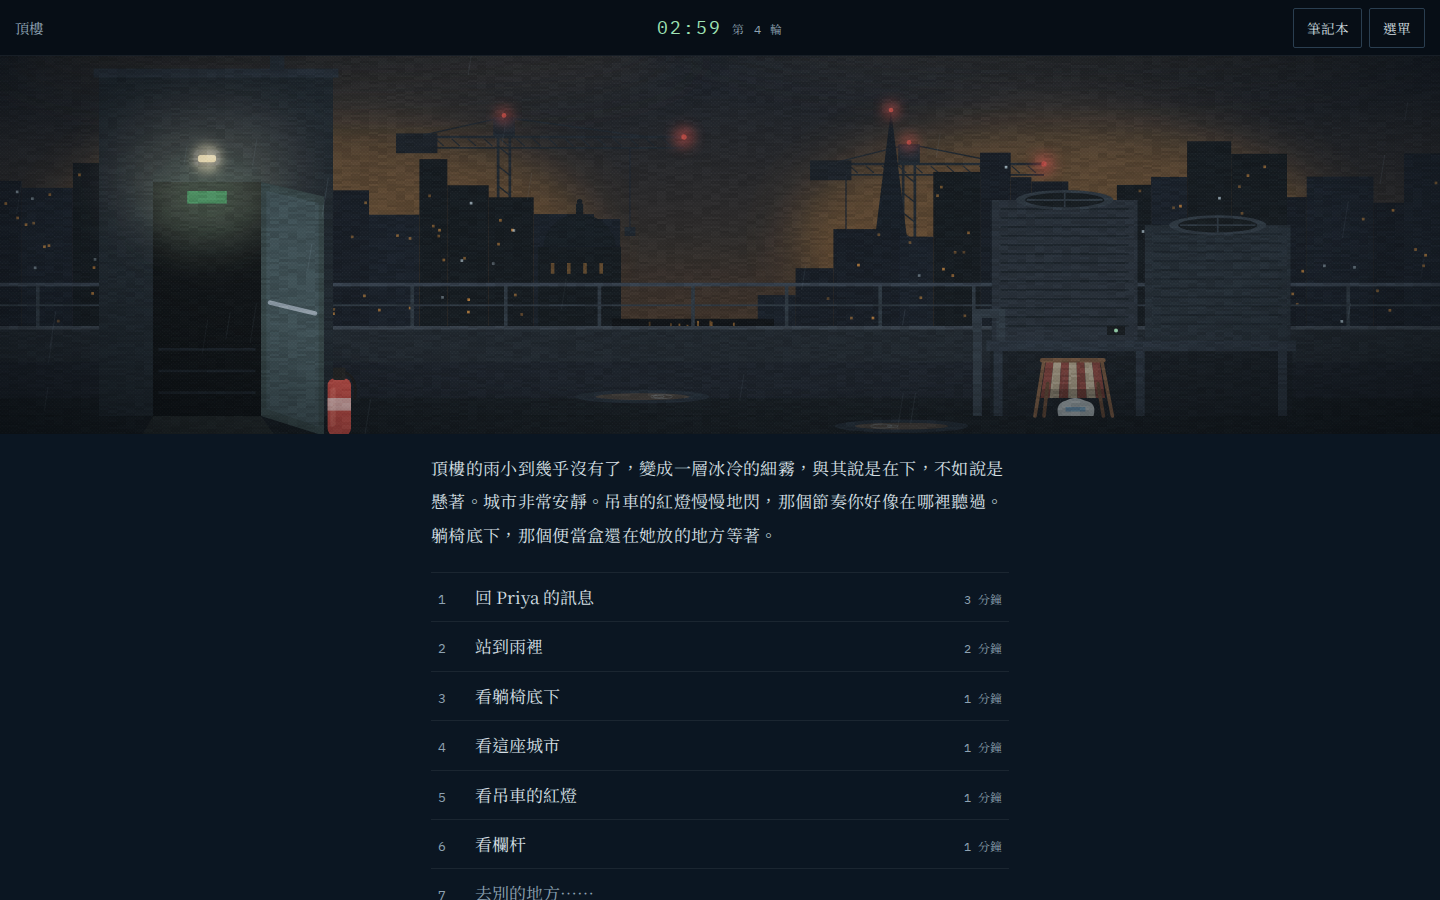 頂樓
02:59 第 4 輪
筆記本
選單
頂樓的雨小到幾乎沒有了，變成一層冰冷的細霧，與其說是在下，不如說是
懸著。城市非常安靜。吊車的紅燈慢慢地閃，那個節奏你好像在哪裡聽過。
躺椅底下，那個便當盒還在她放的地方等著。
1 回 Priya 的訊息 3 分鐘
2 站到雨裡 2 分鐘
3 看躺椅底下 1 分鐘
4 看這座城市 1 分鐘
5 看吊車的紅燈 1 分鐘
6 看欄杆 1 分鐘
7 去別的地方……